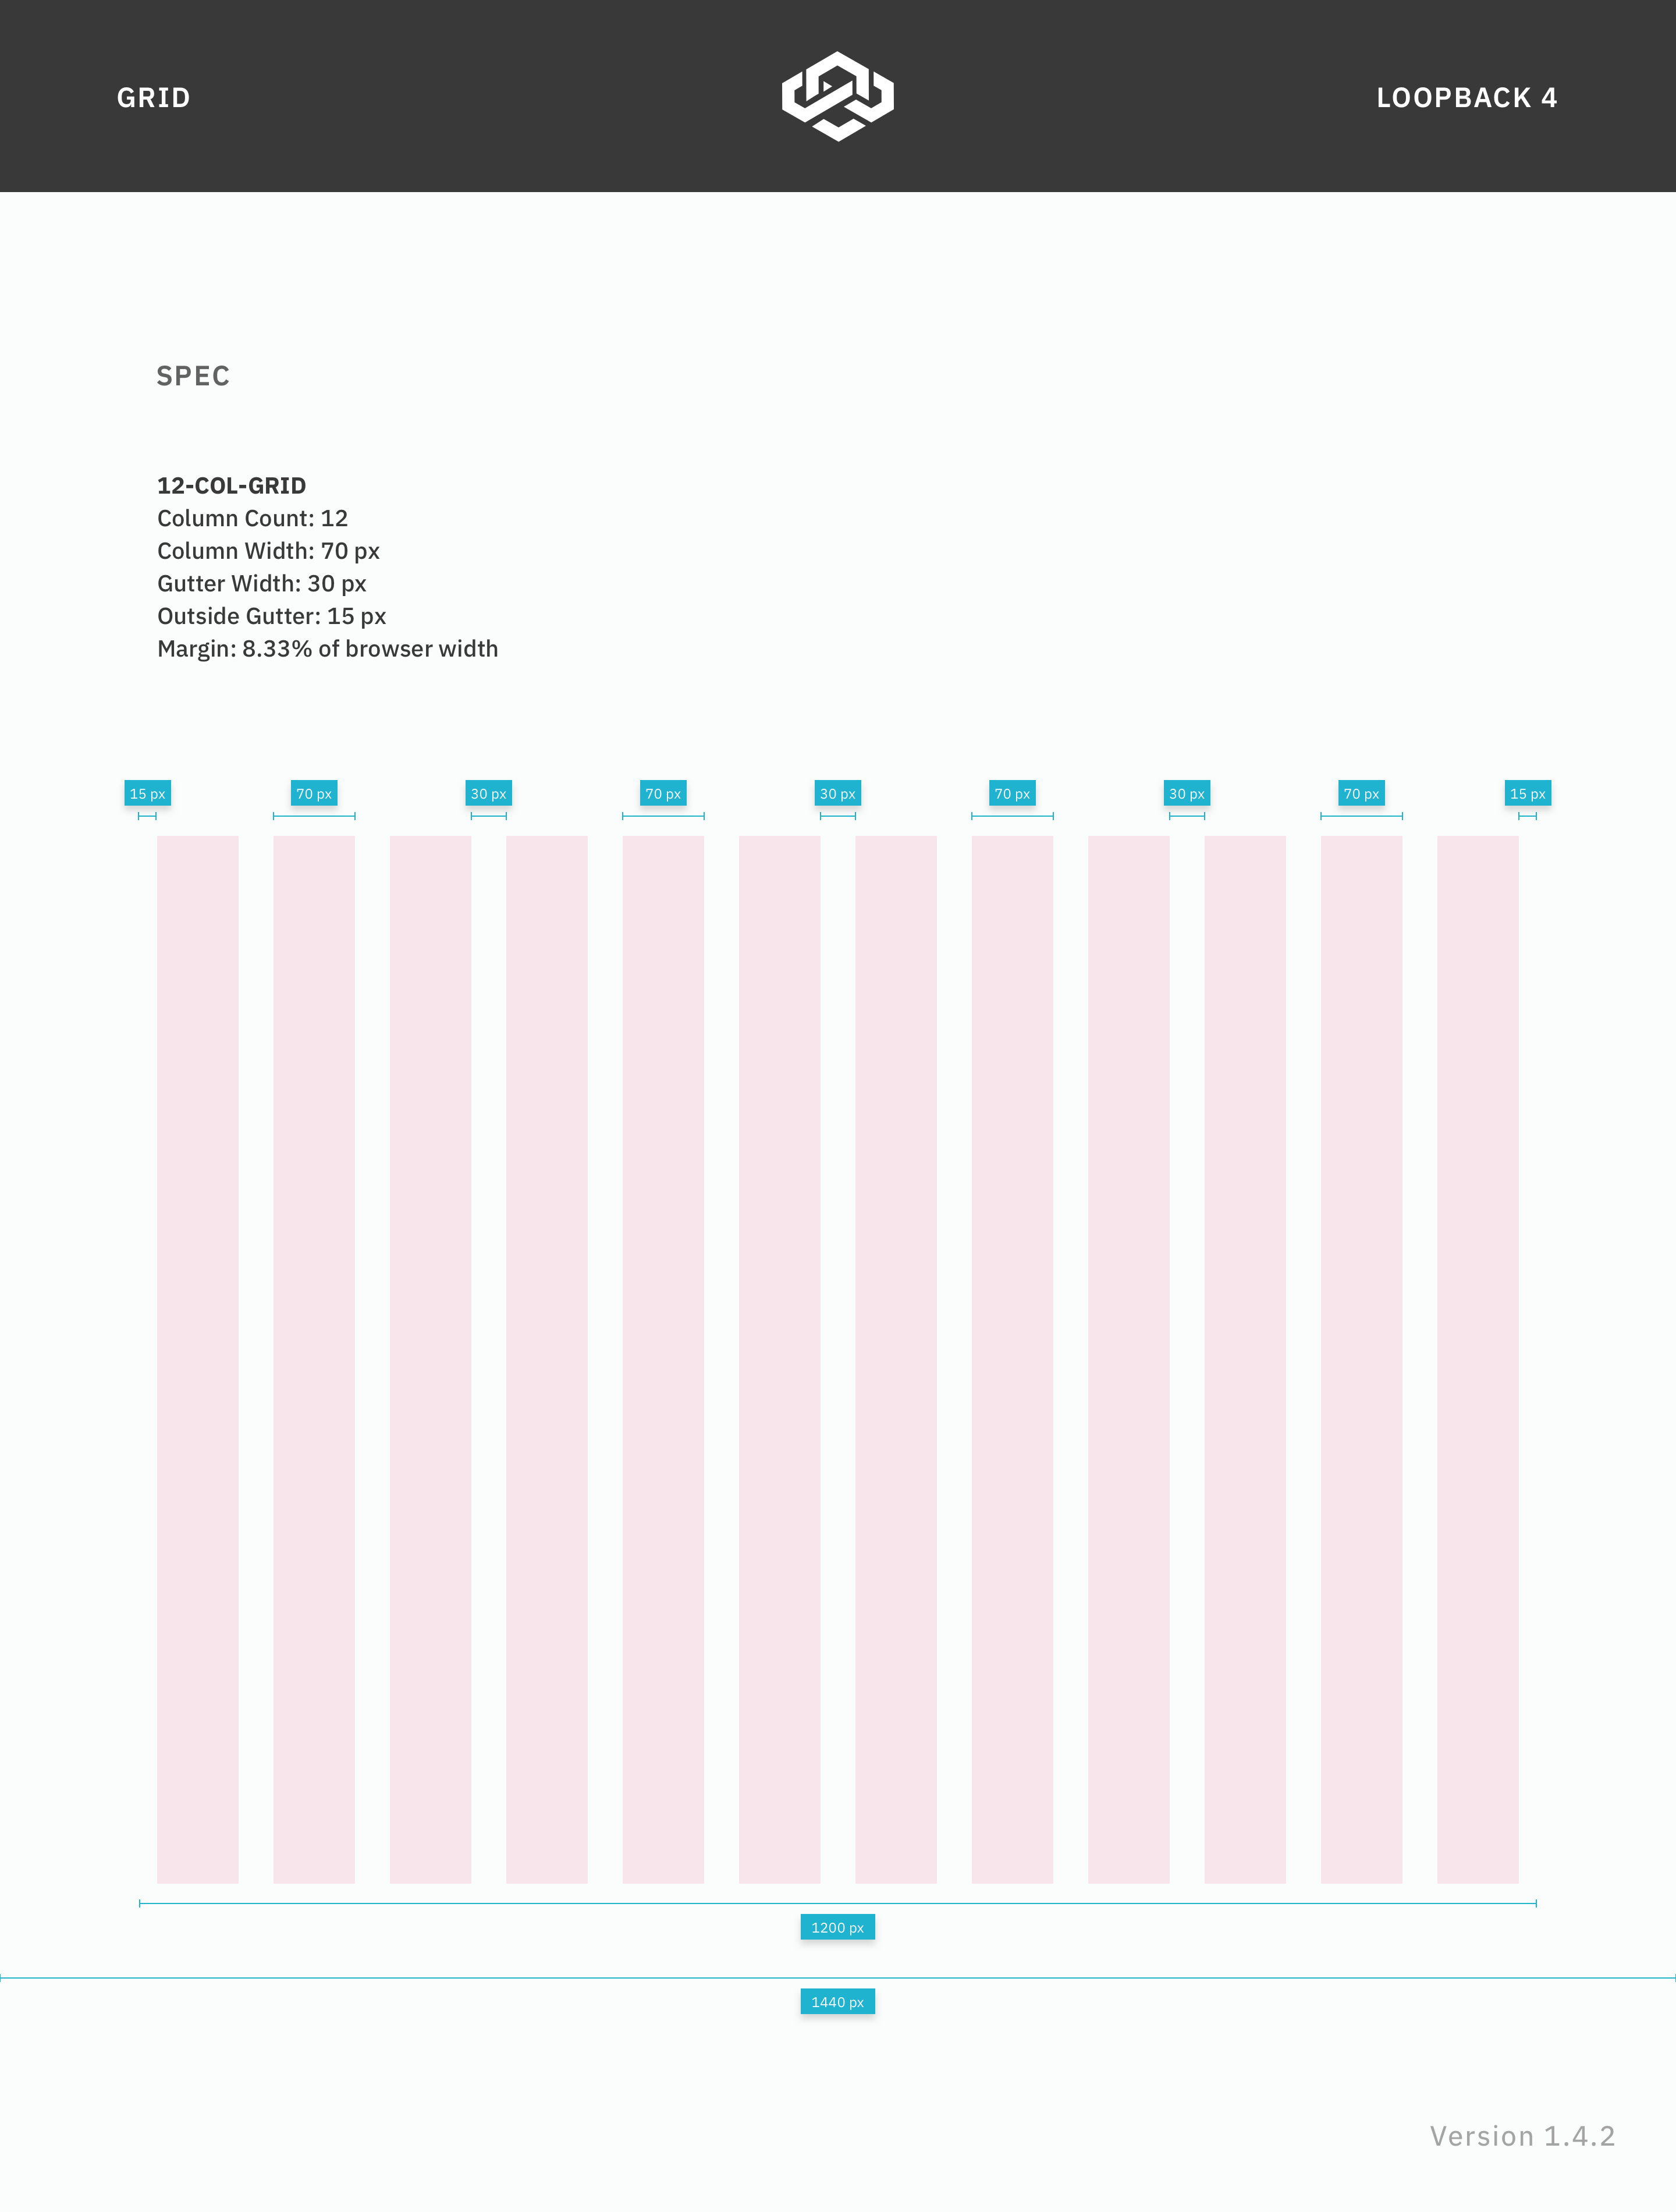 GRID
LOOPBACK 4
SPEC
12-COL-GRID
Column Count: 12
Column Width: 70 px
Gutter Width: 30 px
Outside Gutter: 15 px
Margin: 8.33% of browser width
15 px 70 px 30 px 70 px 30 px 70 px 30 px 70 px 15 px
1200 px
1440 px
Version 1.4.2